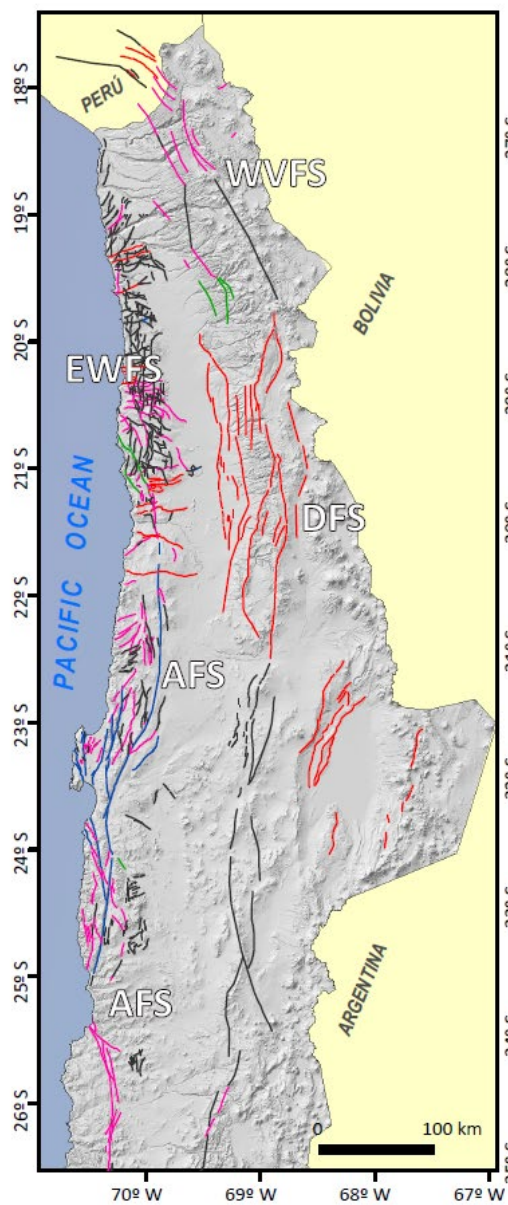 PERÚ
18º S
WVFS
19º S
BOLIVIA
20º S
EWFS
21º S
DFS
PACIFIC OCEAN
22º S
AFS
23º S
24º S
25º S
AFS
ARGENTINA
26º S
0 100 km
70º W 69º W 68º W 67º W